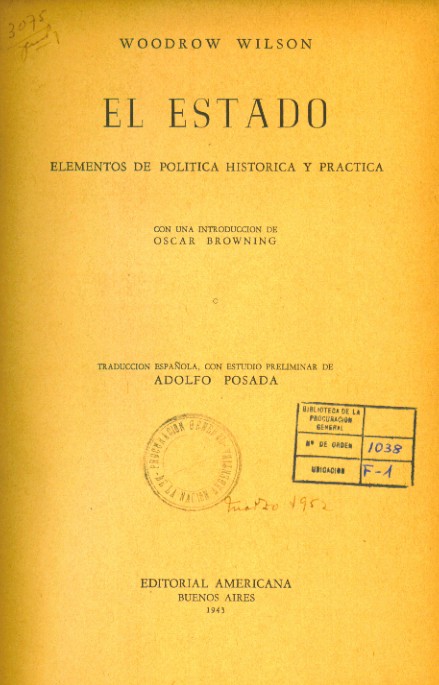 3075
WOODROW WILSON
EL ESTADO
ELEMENTOS DE POLITICA HISTORICA Y PRACTICA
CON UNA INTRODUCCION DE
OSCAR BROWNING
TRADUCCION ESPAÑOLA, CON ESTUDIO PRELIMINAR DE
ADOLFO POSADA
BIBLIOTECA DE LA
PROCURACION
GENERAL
Nº DE ORDEN 1038
UBICACION F-1
marzo 1952
EDITORIAL AMERICANA
BUENOS AIRES
1943